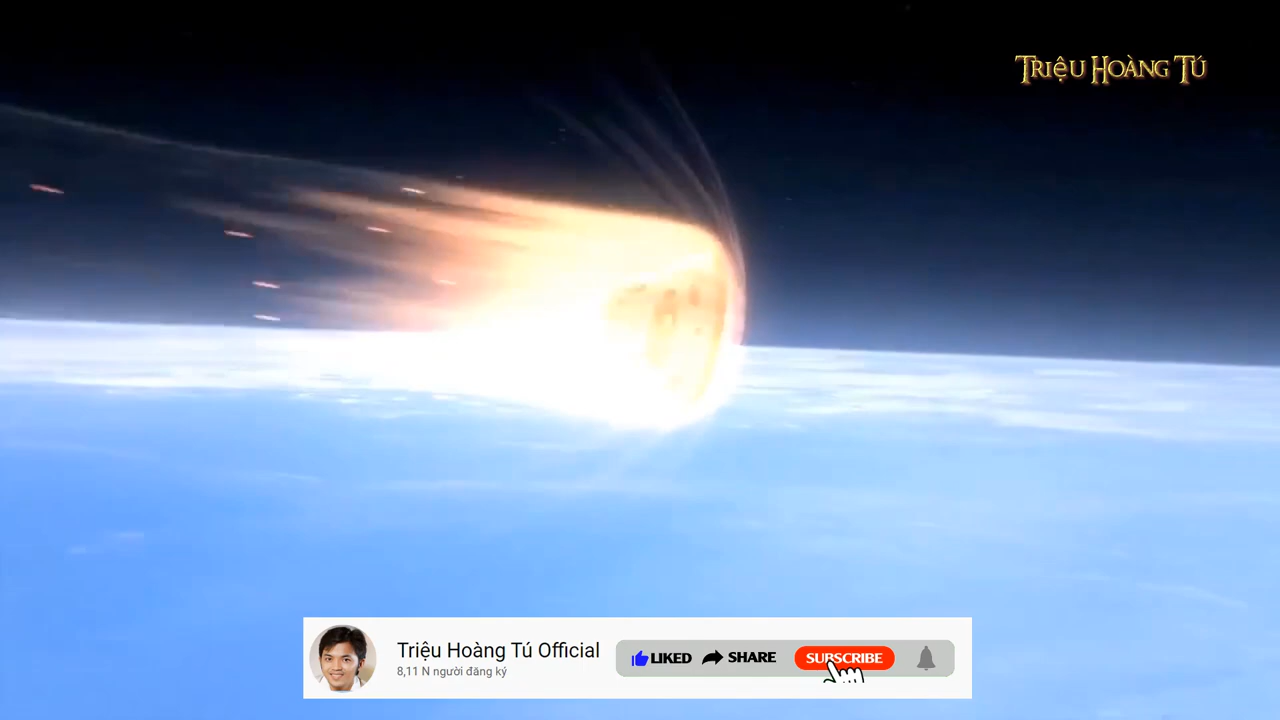 Triệu Hoàng Tú
Triệu Hoàng Tú Official
8,11 N người đăng ký
LIKED SHARE SUBSCRIBE